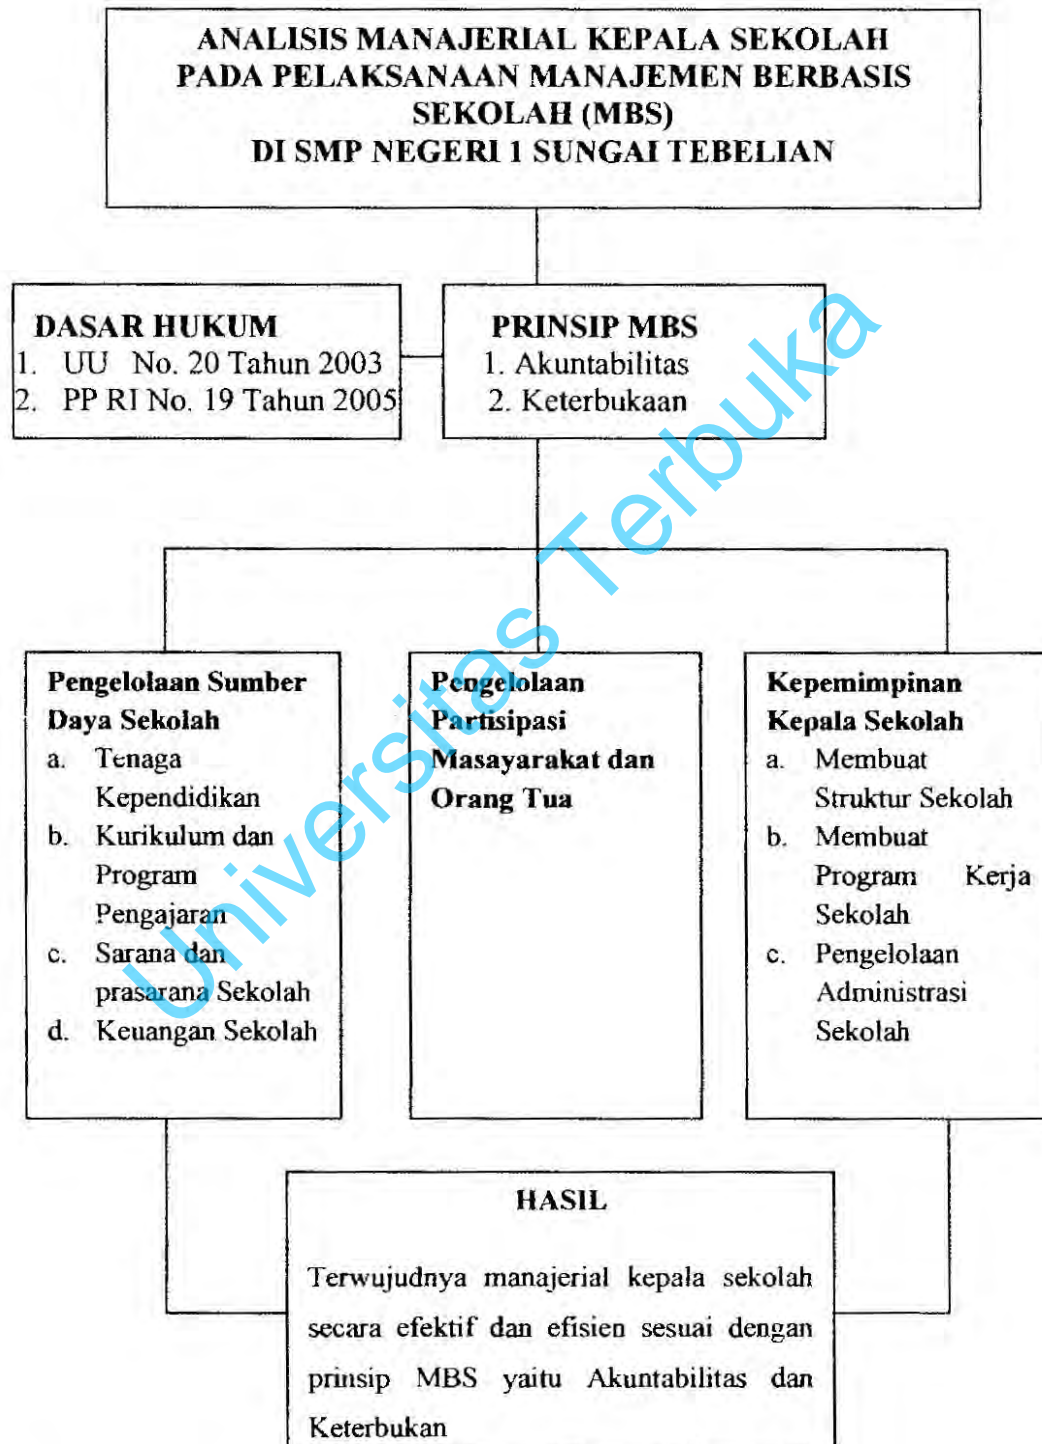 ANALISIS MANAJERIAL KEPALA SEKOLAH
PADA PELAKSANAAN MANAJEMEN BERBASIS
SEKOLAH (MBS)
DI SMP NEGERI 1 SUNGAI TEBELIAN
DASAR HUKUM
1. UU No. 20 Tahun 2003
2. PP RI No. 19 Tahun 2005
PRINSIP MBS
1. Akuntabilitas
2. Keterbukaan
Pengelolaan Sumber
Daya Sekolah
a. Tenaga
Kependidikan
b. Kurikulum dan
Program
Pengajaran
c. Sarana dan
prasarana Sekolah
d. Keuangan Sekolah
Pengelolaan
Partisipasi
Masayarakat dan
Orang Tua
Kepemimpinan
Kepala Sekolah
a. Membuat
Struktur Sekolah
b. Membuat
Program Kerja
Sekolah
c. Pengelolaan
Administrasi
Sekolah
HASIL
Terwujudnya manajerial kepala sekolah
secara efektif dan efisien sesuai dengan
prinsip MBS yaitu Akuntabilitas dan
Keterbukan
Universitas Terbuka